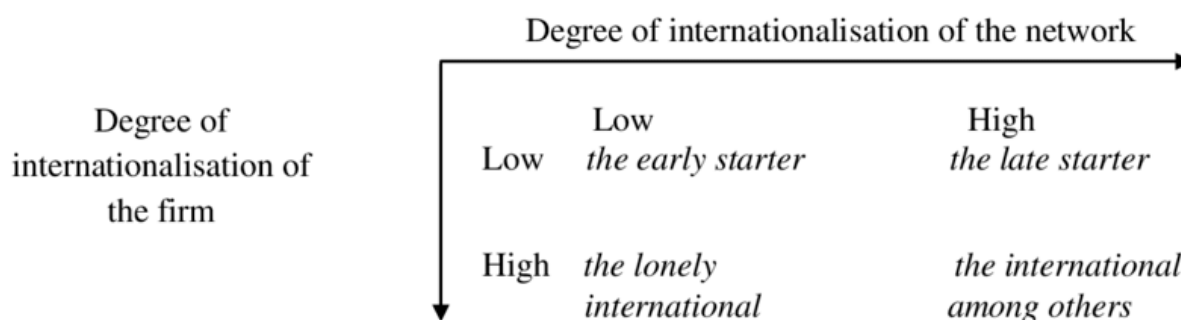 Degree of internationalisation of the network
Degree of
internationalisation of
the firm
Low High
Low the early starter the late starter
High the lonely the international
international among others